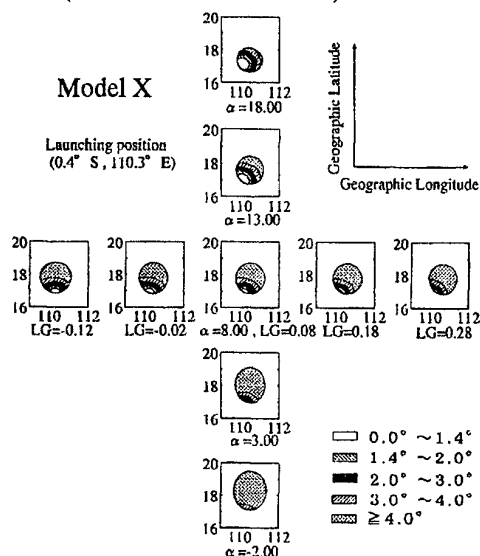 20
18
16
110 112
α=18.00
Model X
Geographic Latitude
Geographic Longitude
Launching position
(0.4° S , 110.3° E)
20
18
16
110 112
α=13.00
20
18
16
110 112
LG=-0.12
20
18
16
110 112
LG=-0.02
20
18
16
110 112
α=8.00 , LG=0.08
20
18
16
110 112
LG=0.18
20
18
16
110 112
LG=0.28
20
18
16
110 112
α=3.00
20
18
16
110 112
α=-2.00
0.0° ~1.4°
1.4° ~2.0°
2.0° ~3.0°
3.0° ~4.0°
≧4.0°